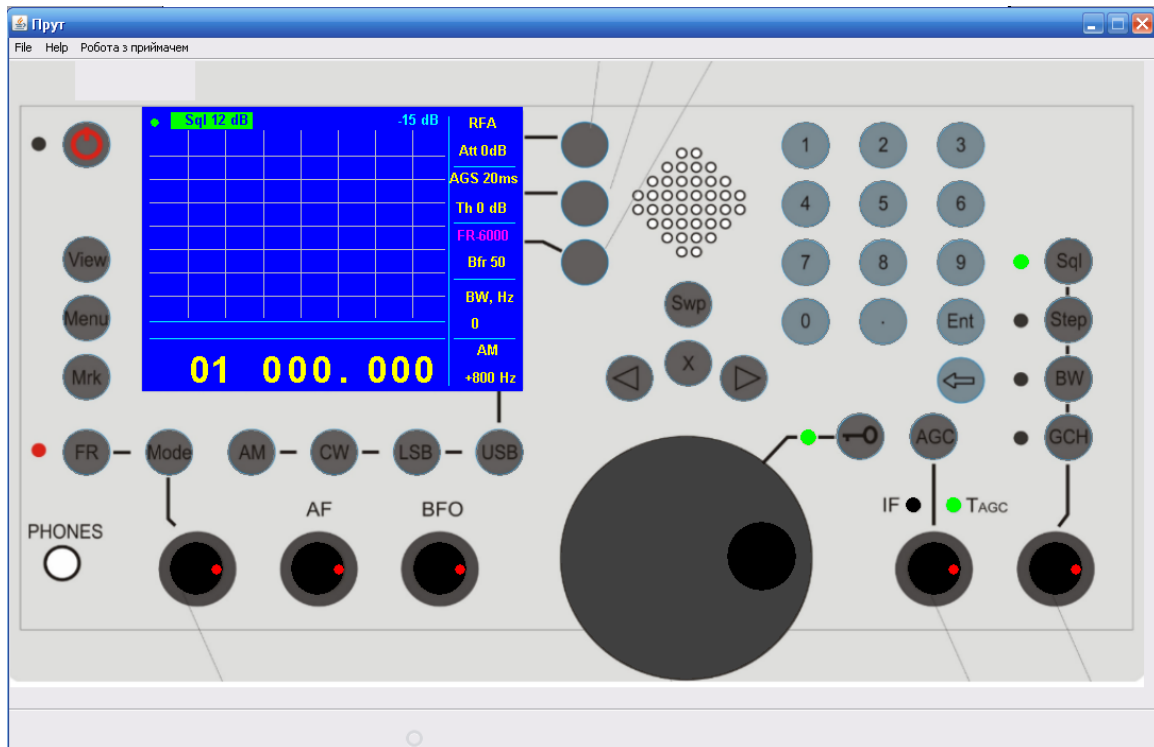 Прут
File Help Робота з приймачем
Sql 12 dB -15 dB
RFA
Att 0dB
AGS 20ms
Th 0 dB
FR-6000
Bfr 50
BW, Hz
0
AM
+800 Hz
01 000. 000
1 2 3
4 5 6
7 8 9
0 . Ent
Sql
Step
BW
GCH
View
Menu
Mrk
Swp
X
FR Mode AM CW LSB USB
AGC
IF TAGC
AF BFO
PHONES